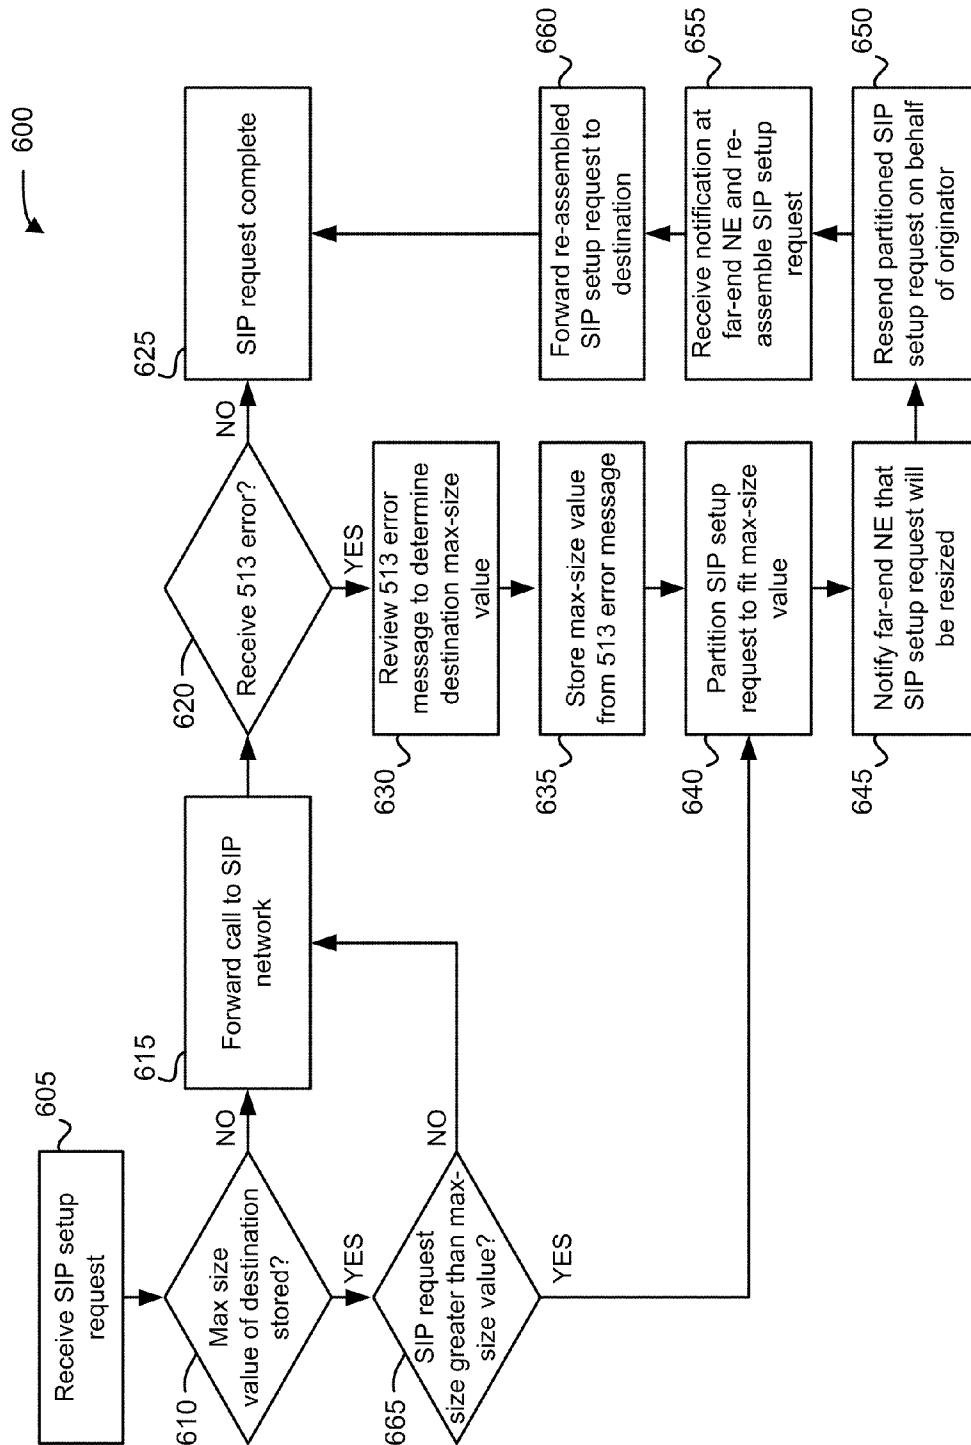 600
605
Receive SIP setup
request
610
Max size
value of destination
stored?
NO
YES
615
Forward call to SIP
network
620
Receive 513 error?
NO
YES
625
SIP request complete
665
SIP request
size greater than max-
size value?
NO
YES
630
Review 513 error
message to determine
destination max-size
value
635
Store max-size value
from 513 error message
640
Partition SIP setup
request to fit max-size
value
645
Notify far-end NE that
SIP setup request will
be resized
650
Resend partitioned SIP
setup request on behalf
of originator
655
Receive notification at
far-end NE and re-
assemble SIP setup
request
660
Forward re-assembled
SIP setup request to
destination